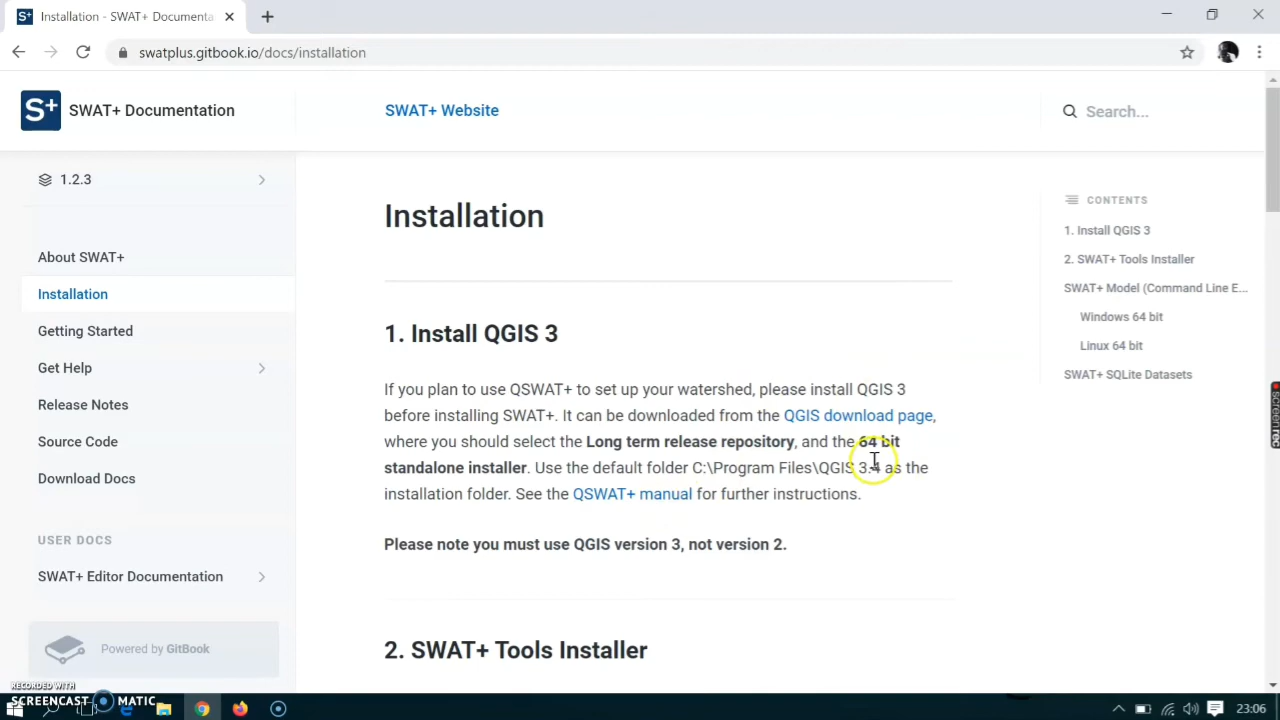 Installation - SWAT+ Documenta
swatplus.gitbook.io/docs/installation
S+ SWAT+ Documentation
SWAT+ Website
Search...
1.2.3
About SWAT+
Installation
Getting Started
Get Help
Release Notes
Source Code
Download Docs
USER DOCS
SWAT+ Editor Documentation
Powered by GitBook
Installation
1. Install QGIS 3
If you plan to use QSWAT+ to set up your watershed, please install QGIS 3
before installing SWAT+. It can be downloaded from the QGIS download page,
where you should select the Long term release repository, and the 64 bit
standalone installer. Use the default folder C:\Program Files\QGIS 3.4 as the
installation folder. See the QSWAT+ manual for further instructions.
Please note you must use QGIS version 3, not version 2.
2. SWAT+ Tools Installer
CONTENTS
1. Install QGIS 3
2. SWAT+ Tools Installer
SWAT+ Model (Command Line E...
Windows 64 bit
Linux 64 bit
SWAT+ SQLite Datasets
screenrec
RECORDED WITH
SCREENCAST MATIC
23:06